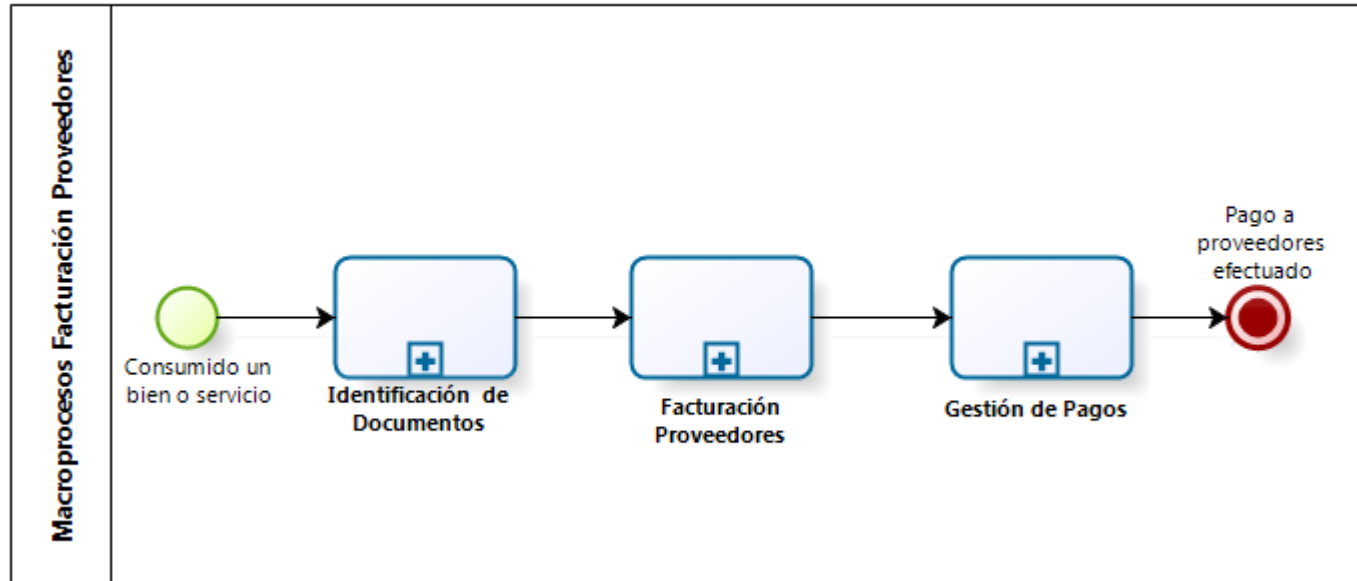 Macroprocesos Facturación Proveedores
Consumido un
bien o servicio
Identificación de
Documentos
Facturación
Proveedores
Gestión de Pagos
Pago a
proveedores
efectuado